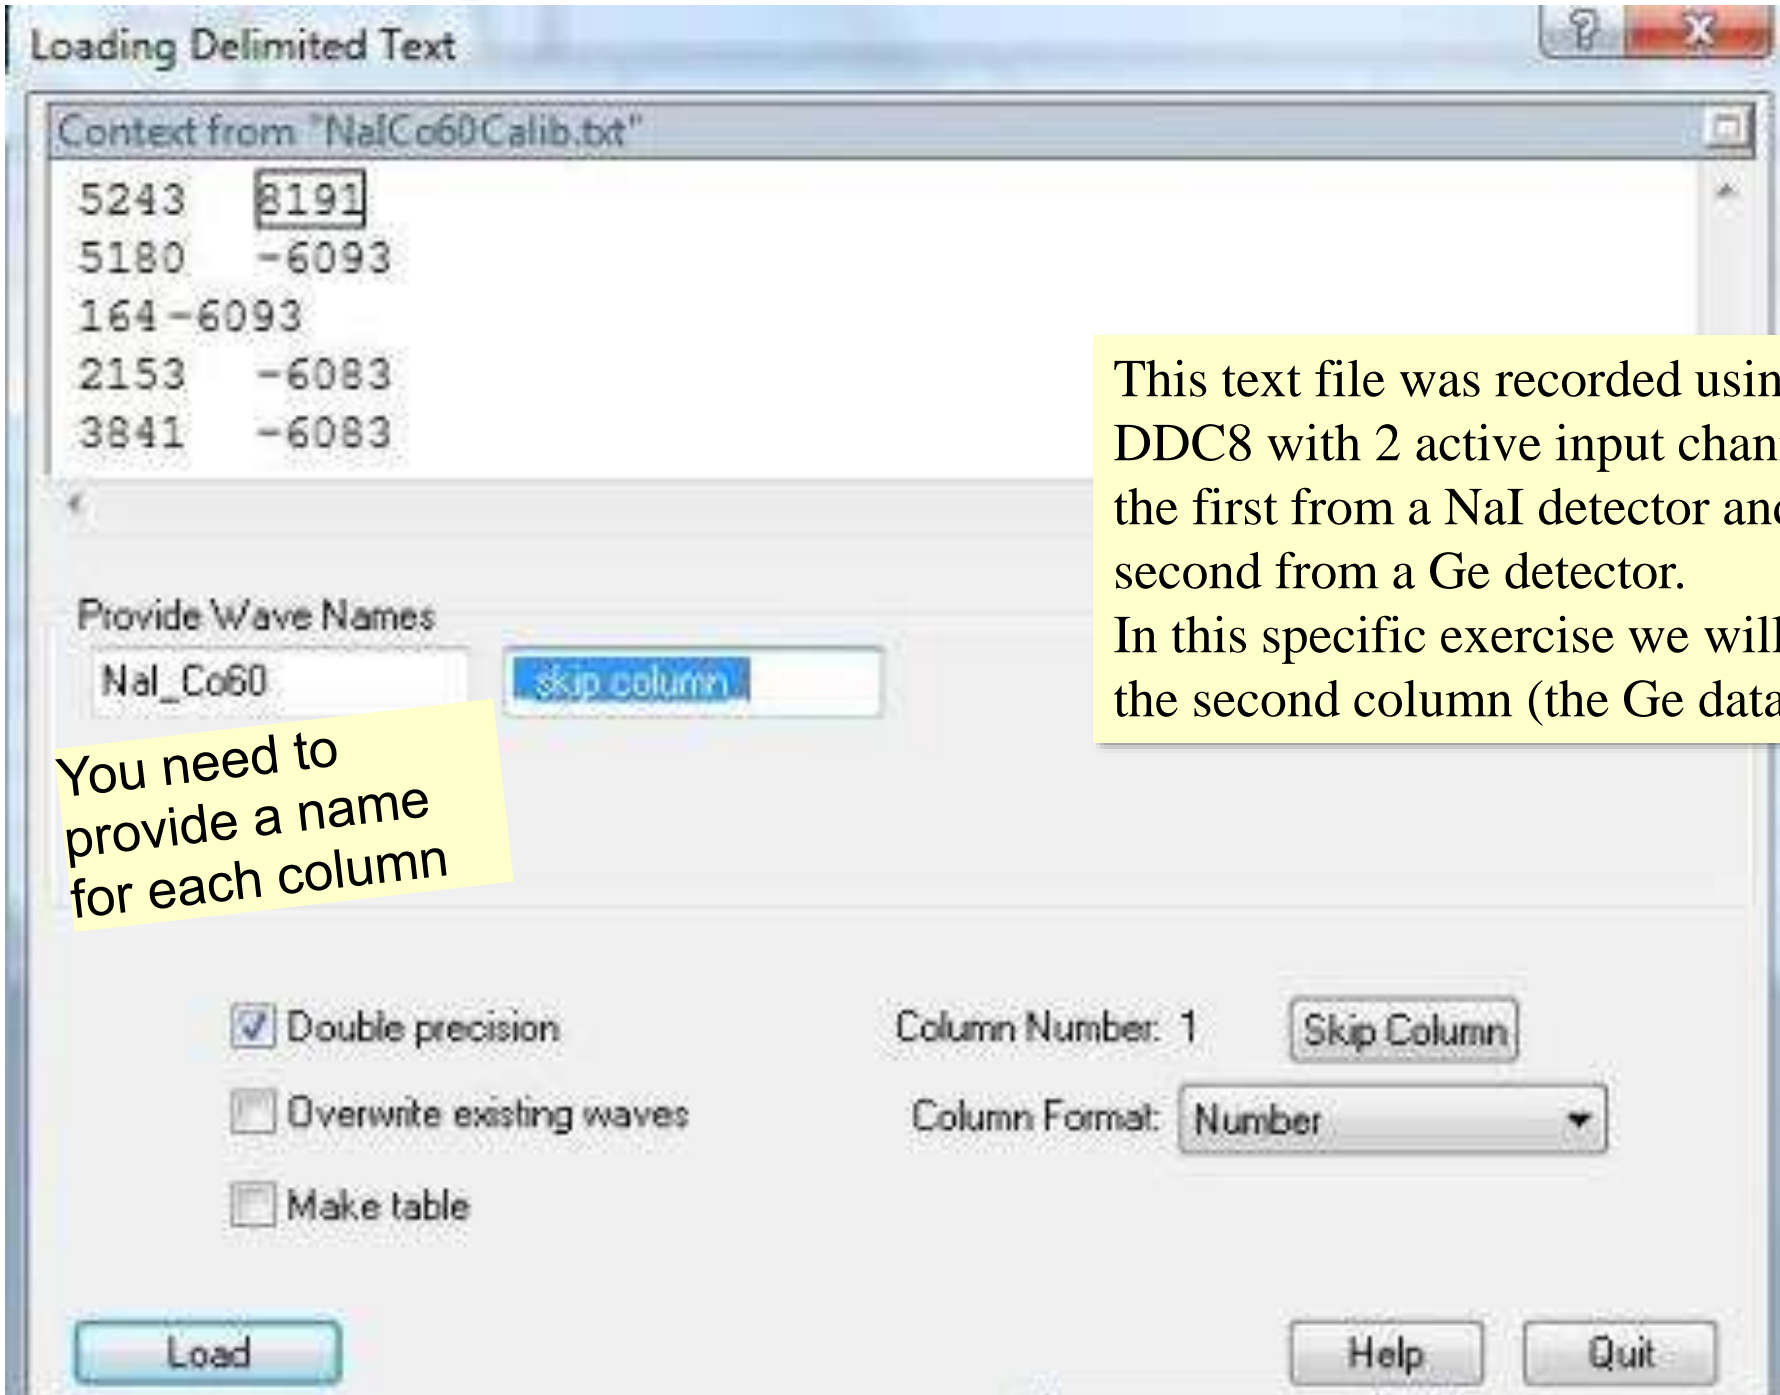 Loading Delimited Text
Context from "NaICo60Calib.txt"
5243 8191
5180 -6093
164-6093
2153 -6083
3841 -6083
This text file was recorded usin
DDC8 with 2 active input chan
the first from a NaI detector and
second from a Ge detector.
In this specific exercise we will
the second column (the Ge data
Provide Wave Names
NaI_Co60 skip column
You need to
provide a name
for each column
Double precision Column Number: 1 Skip Column
Overwrite existing waves Column Format: Number
Make table
Load Help Quit